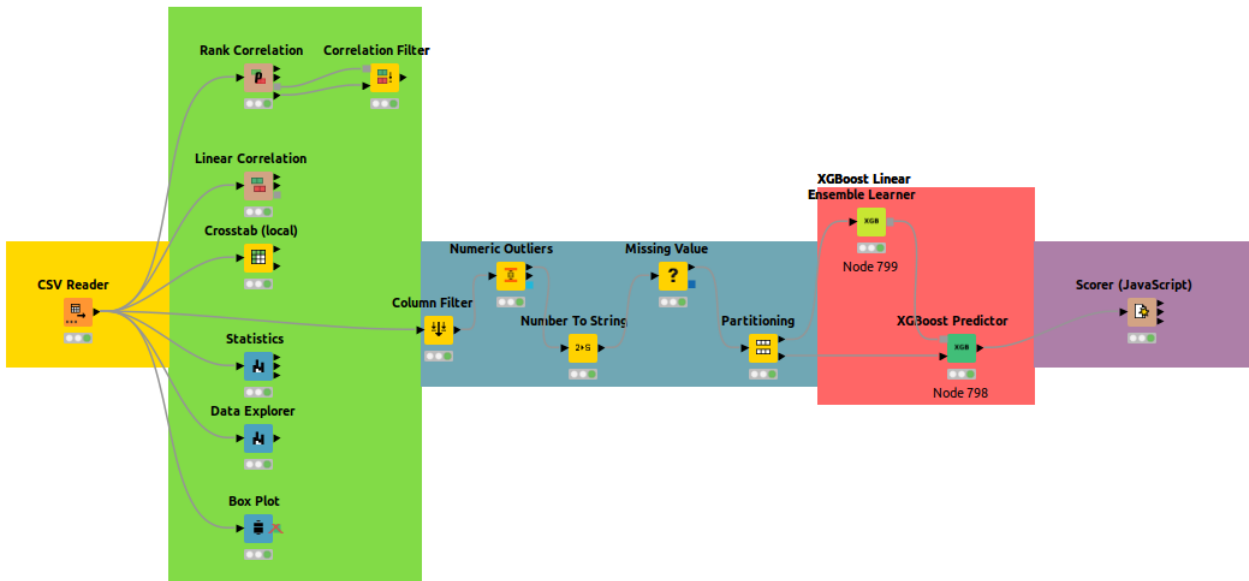 Rank Correlation
Correlation Filter
Linear Correlation
Crosstab (local)
CSV Reader
Statistics
Data Explorer
Box Plot
Column Filter
Numeric Outliers
Number To String
2▸S
Missing Value
?
Partitioning
XGBoost Linear
Ensemble Learner
XGB
Node 799
XGBoost Predictor
XGB
Node 798
Scorer (JavaScript)